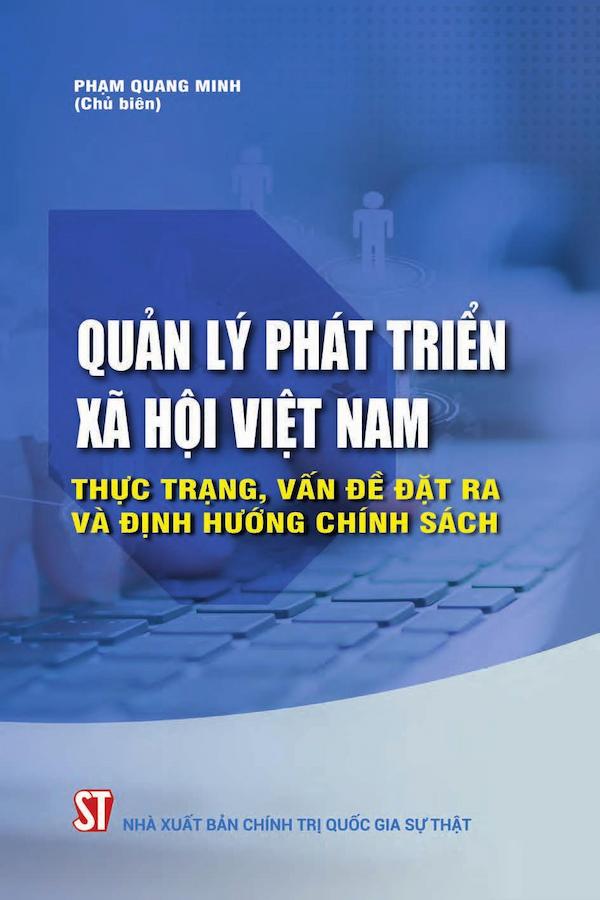 PHẠM QUANG MINH
(Chủ biên)
QUẢN LÝ PHÁT TRIỂN
XÃ HỘI VIỆT NAM
THỰC TRẠNG, VẤN ĐỀ ĐẶT RA
VÀ ĐỊNH HƯỚNG CHÍNH SÁCH
ST NHÀ XUẤT BẢN CHÍNH TRỊ QUỐC GIA SỰ THẬT